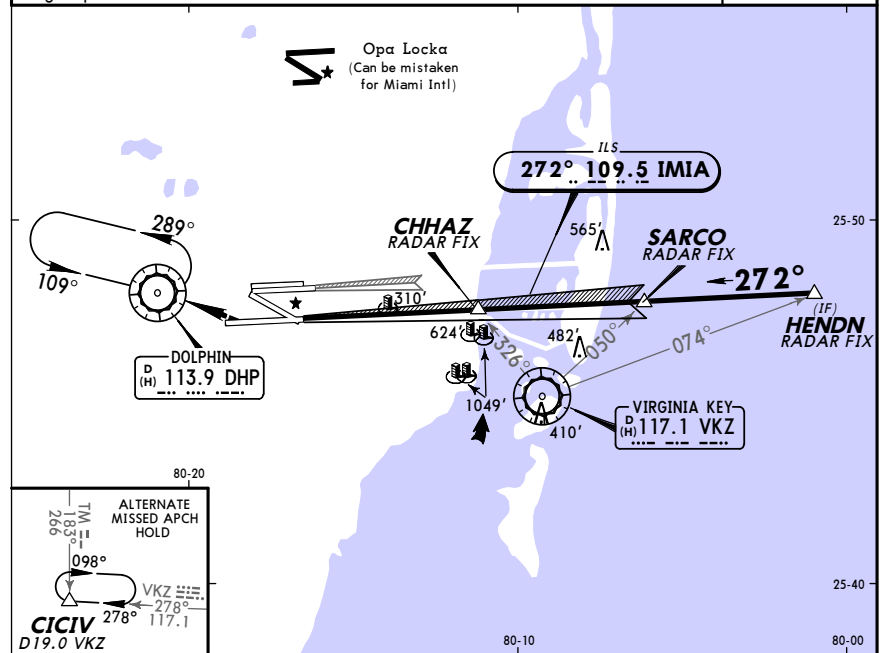 Opa Locka
(Can be mistaken
for Miami Intl)
ILS
272° 109.5 IMIA
289°
109°
CHHAZ
RADAR FIX
565'
SARCO
RADAR FIX
25-50
272°
310'
(IF)
HENDN
RADAR FIX
624'
326°
482'
050°
074°
DOLPHIN
D
(H) 113.9 DHP
1049'
VIRGINIA KEY
D
(H) 117.1 VKZ
410'
80-20
ALTERNATE
MISSED APCH
HOLD
TM
183°
266
098°
VKZ
278°
117.1
278°
CICIV
D19.0 VKZ
25-40
80-10
80-00